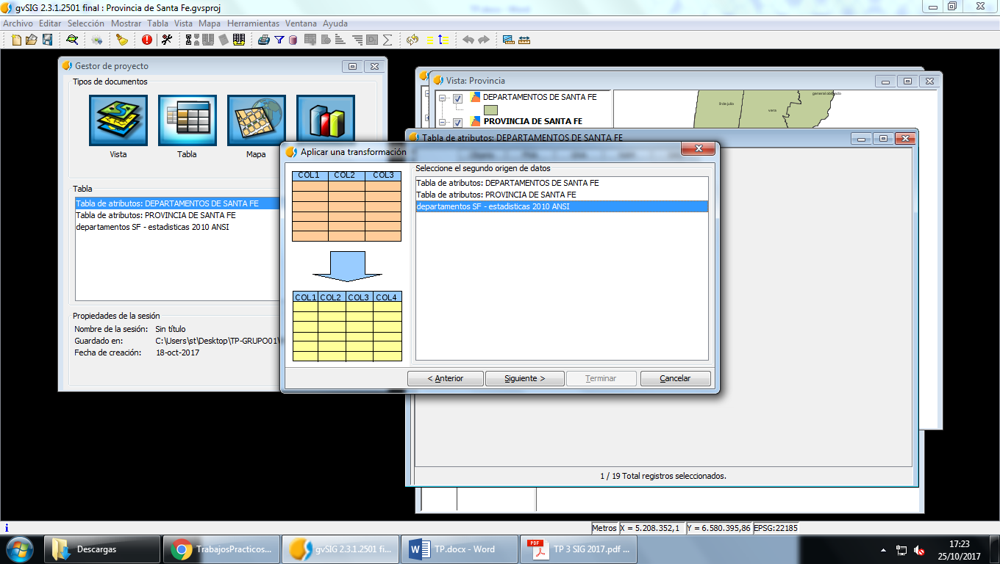 gvSIG 2.3.1.2501 final : Provincia de Santa Fe.gvsproj
Archivo Editar Selección Mostrar Tabla Vista Mapa Herramientas Ventana Ayuda
Gestor de proyecto
Tipos de documentos
Vista
Tabla
Mapa
Tabla
Tabla de atributos: DEPARTAMENTOS DE SANTA FE
Tabla de atributos: PROVINCIA DE SANTA FE
departamentos SF - estadisticas 2010 ANSI
Propiedades de la sesión
Nombre de la sesión: Sin título
Guardado en: C:\Users\st\Desktop\TP-GRUPO01\
Fecha de creación: 18-oct-2017
Vista: Provincia
DEPARTAMENTOS DE SANTA FE
PROVINCIA DE SANTA FE
9 de julio
vera
general obligado
Tabla de atributos: DEPARTAMENTOS DE SANTA FE
Aplicar una transformación
COL1 COL2 COL3
COL1 COL2 COL3 COL4
Seleccione el segundo origen de datos
Tabla de atributos: DEPARTAMENTOS DE SANTA FE
Tabla de atributos: PROVINCIA DE SANTA FE
departamentos SF - estadisticas 2010 ANSI
< Anterior
Siguiente >
Terminar
Cancelar
1 / 19 Total registros seleccionados.
Metros X = 5.208.352,1 Y = 6.580.395,86 EPSG:22185
Descargas
TrabajosPracticos...
gvSIG 2.3.1.2501 fi...
TP.docx - Word
PDF
TP 3 SIG 2017.pdf ...
17:23
25/10/2017